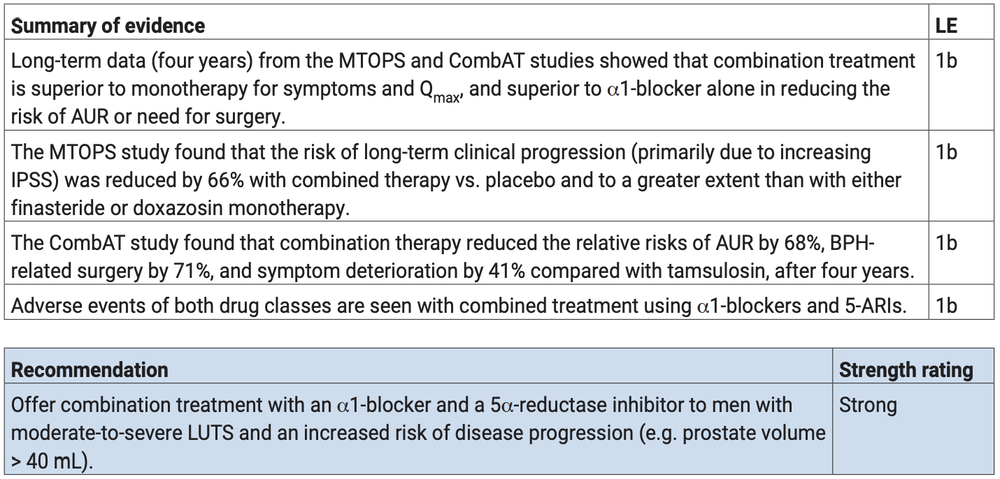 Summary of evidence LE
Long-term data (four years) from the MTOPS and CombAT studies showed that combination treatment 1b
is superior to monotherapy for symptoms and Qmax, and superior to α1-blocker alone in reducing the
risk of AUR or need for surgery.
The MTOPS study found that the risk of long-term clinical progression (primarily due to increasing 1b
IPSS) was reduced by 66% with combined therapy vs. placebo and to a greater extent than with either
finasteride or doxazosin monotherapy.
The CombAT study found that combination therapy reduced the relative risks of AUR by 68%, BPH- 1b
related surgery by 71%, and symptom deterioration by 41% compared with tamsulosin, after four years.
Adverse events of both drug classes are seen with combined treatment using α1-blockers and 5-ARIs. 1b
Recommendation Strength rating
Offer combination treatment with an α1-blocker and a 5α-reductase inhibitor to men with Strong
moderate-to-severe LUTS and an increased risk of disease progression (e.g. prostate volume
> 40 mL).